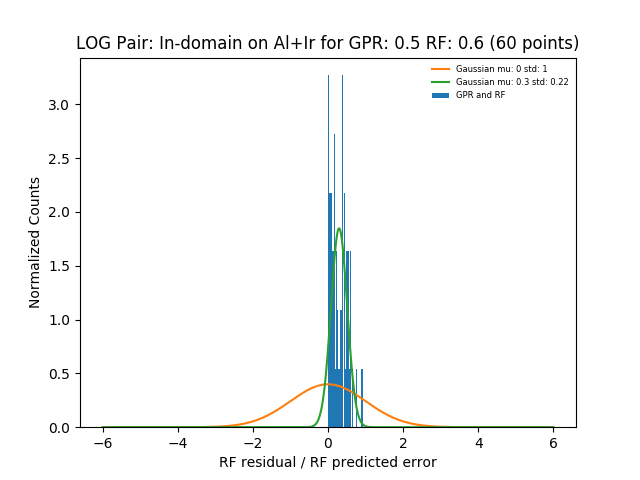 LOG Pair: In-domain on Al+Ir for GPR: 0.5 RF: 0.6 (60 points)
Gaussian mu: 0 std: 1
Gaussian mu: 0.3 std: 0.22
GPR and RF
Normalized Counts
3.0
2.5
2.0
1.5
1.0
0.5
0.0
−6 −4 −2 0 2 4 6
RF residual / RF predicted error